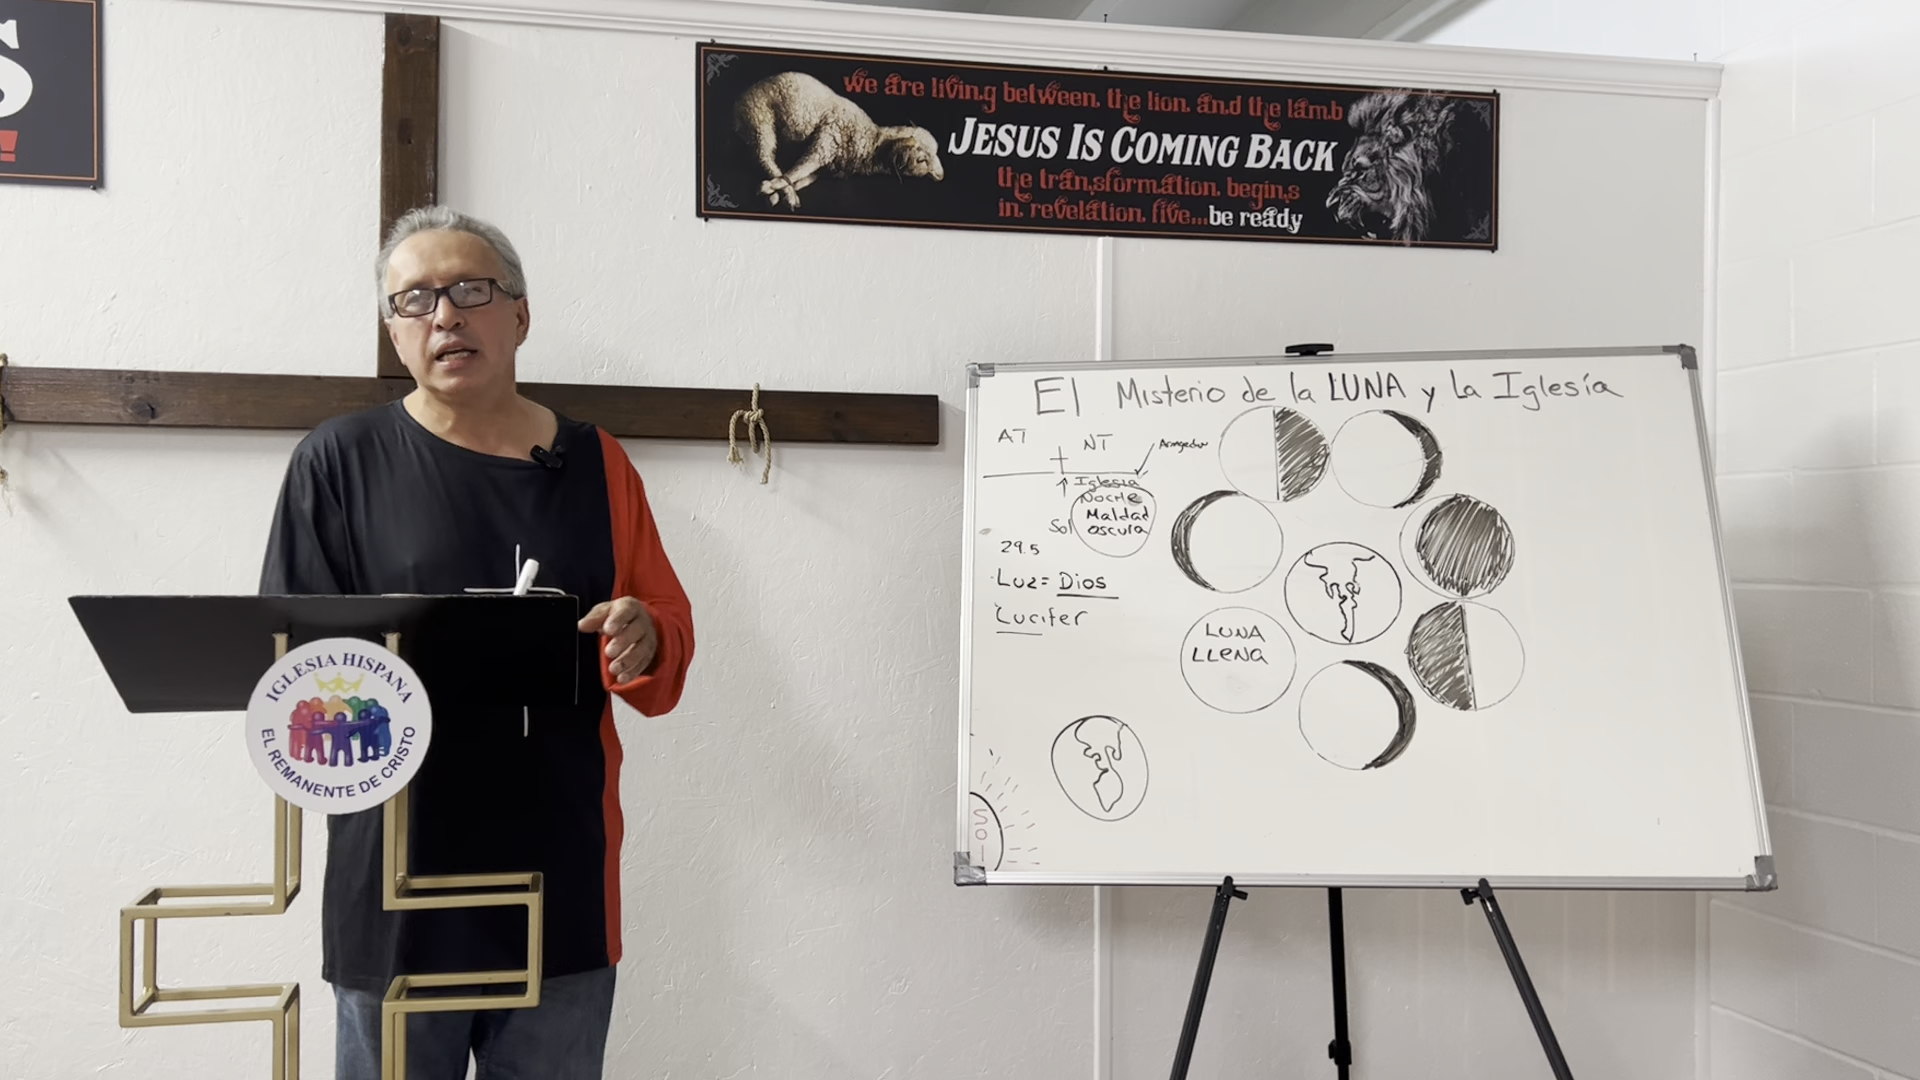 S
!
we are living between the lion and the lamb
JESUS IS COMING BACK
the transformation begins
in revelation five...be ready
El Misterio de la LUNA y La Iglesía
AT
NT
Armagedon
Iglesia
Noche
Maldad
oscura
Sol
29.5
Luz= Dios
Lucifer
LUNA
LLENA
Sol
IGLESIA HISPANA
EL REMANENTE DE CRISTO